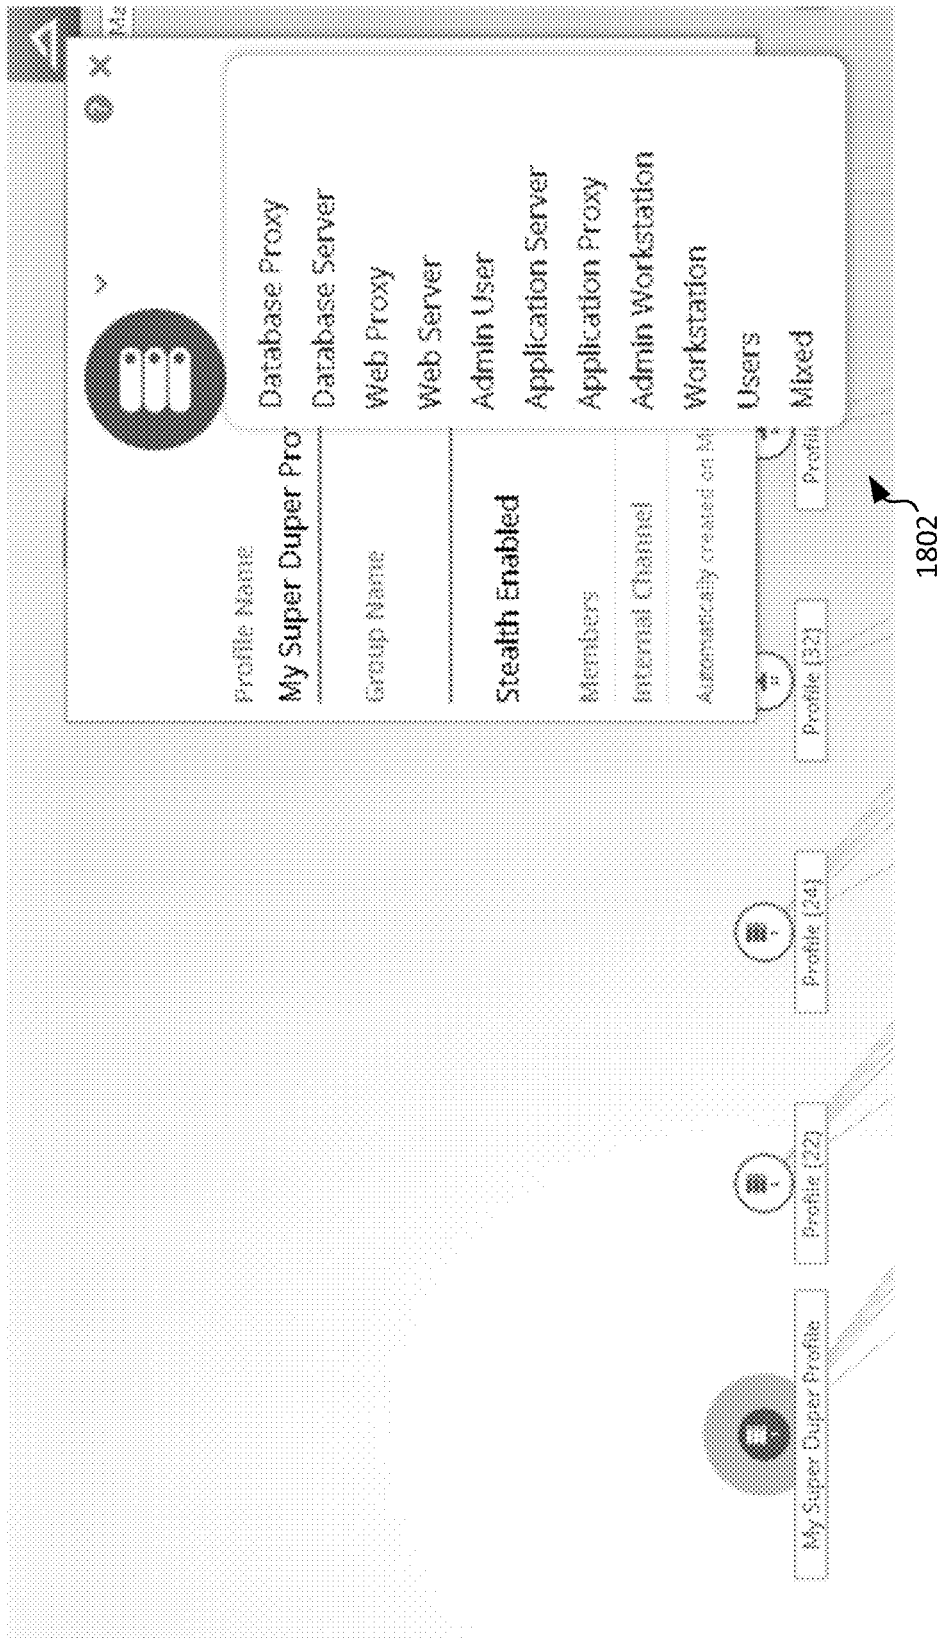 Ma
Profile Name
My Super Duper Pro
Group Name
Stealth Enabled
Members
Internal Channel
Automatically created on
Database Proxy
Database Server
Web Proxy
Web Server
Admin User
Application Server
Application Proxy
Admin Workstation
Workstation
Users
Mixed
My Super Duper Profile
Profile [22]
Profile [24]
Profile [32]
Profile
1802